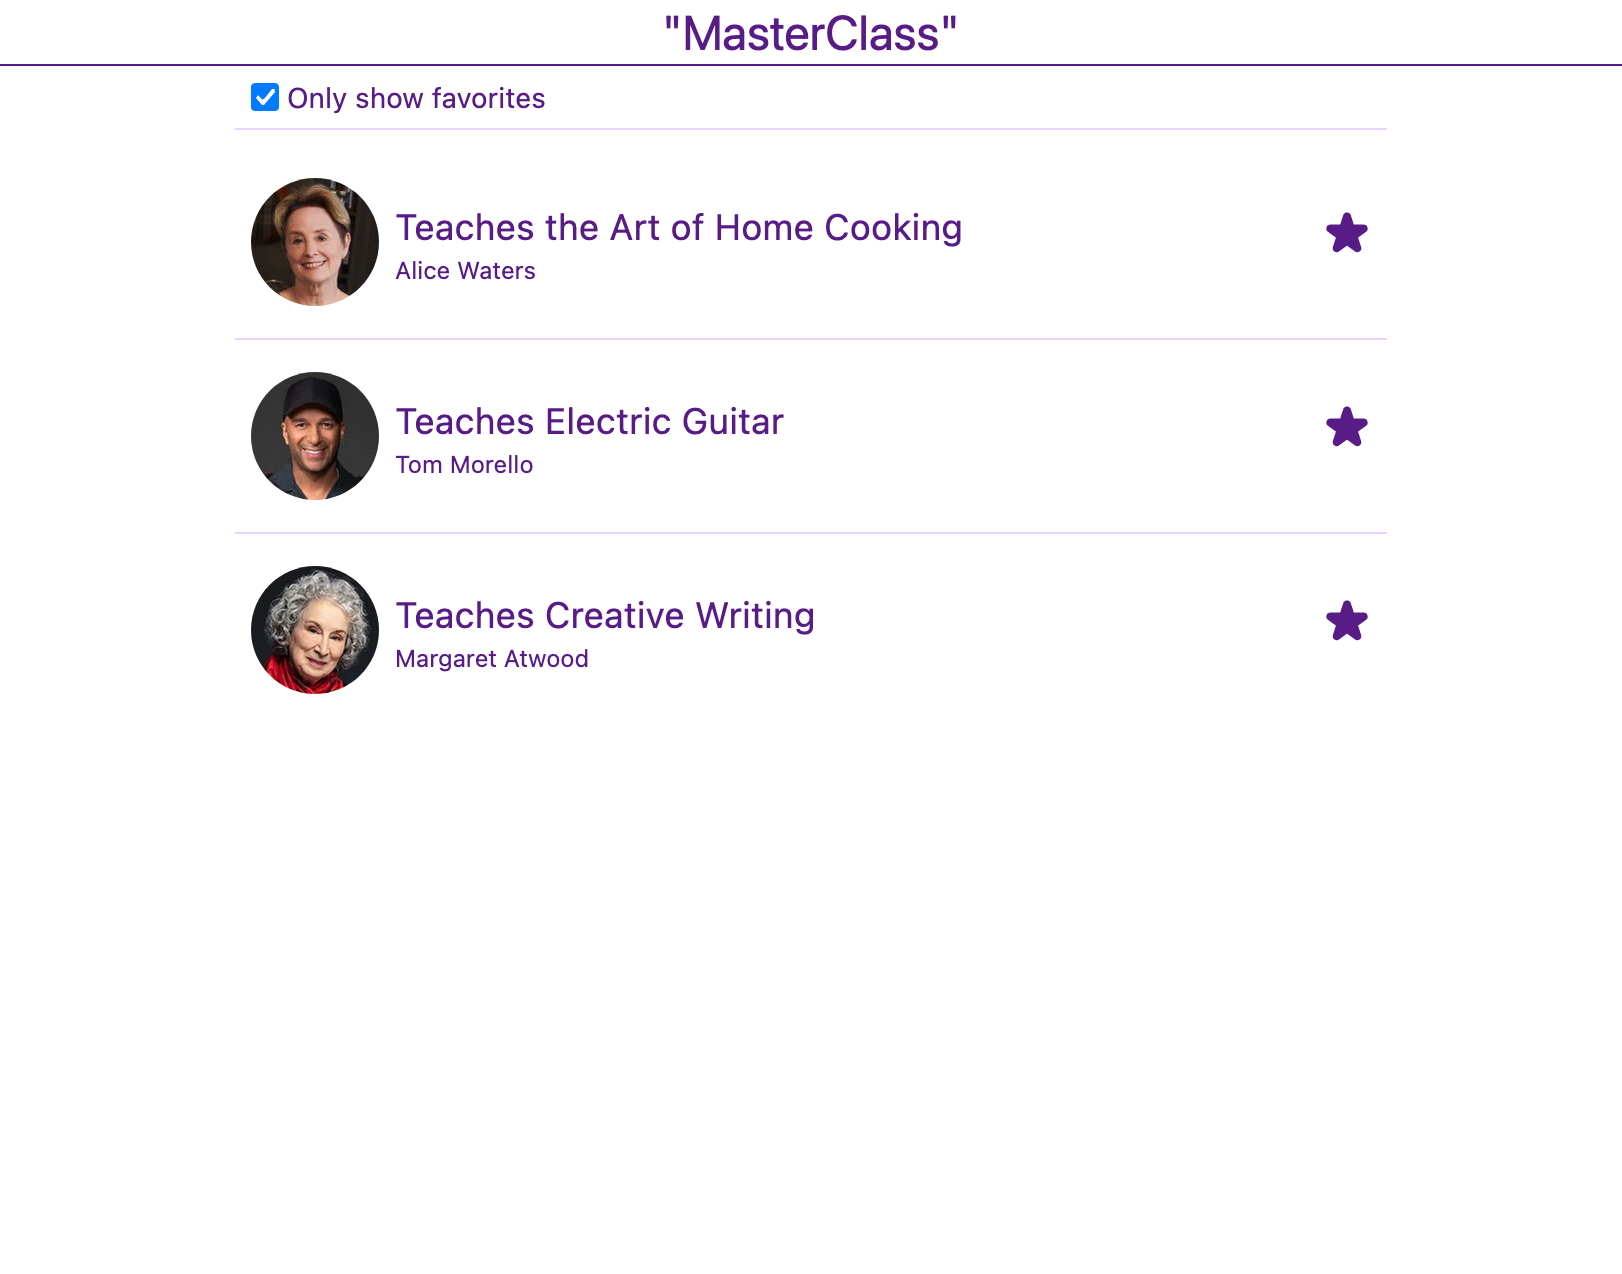 "MasterClass"
Only show favorites
Teaches the Art of Home Cooking
Alice Waters
Teaches Electric Guitar
Tom Morello
Teaches Creative Writing
Margaret Atwood